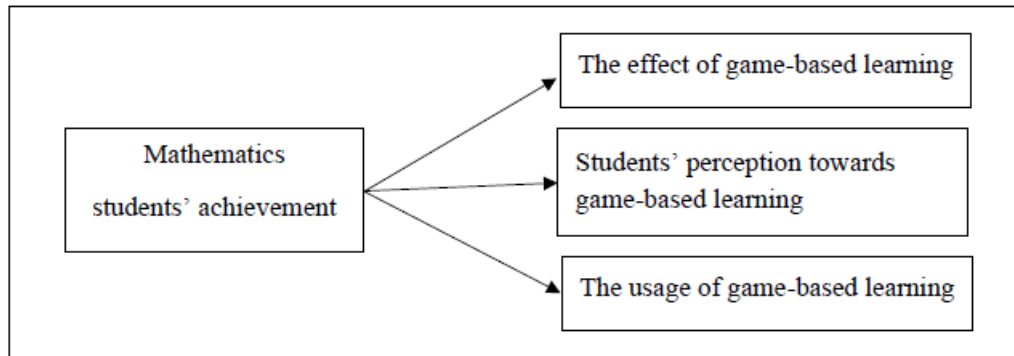 The effect of game-based learning
Mathematics
students’ achievement
Students’ perception towards
game-based learning
The usage of game-based learning